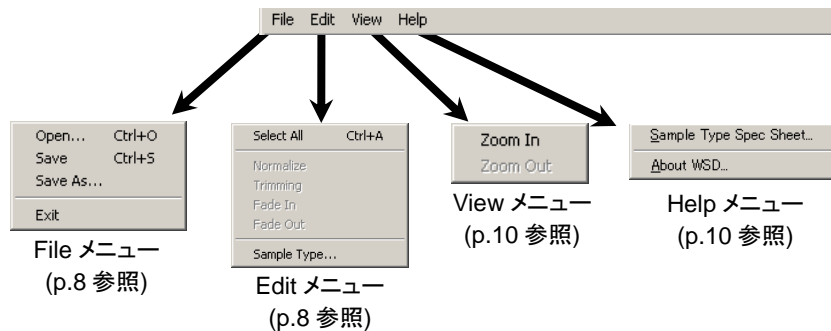 File Edit View Help
Open... Ctrl+O
Save Ctrl+S
Save As...
Exit
File メニュー
(p.8 参照)
Select All Ctrl+A
Normalize
Trimming
Fade In
Fade Out
Sample Type...
Edit メニュー
(p.8 参照)
Zoom In
Zoom Out
View メニュー
(p.10 参照)
Sample Type Spec Sheet...
About WSD...
Help メニュー
(p.10 参照)